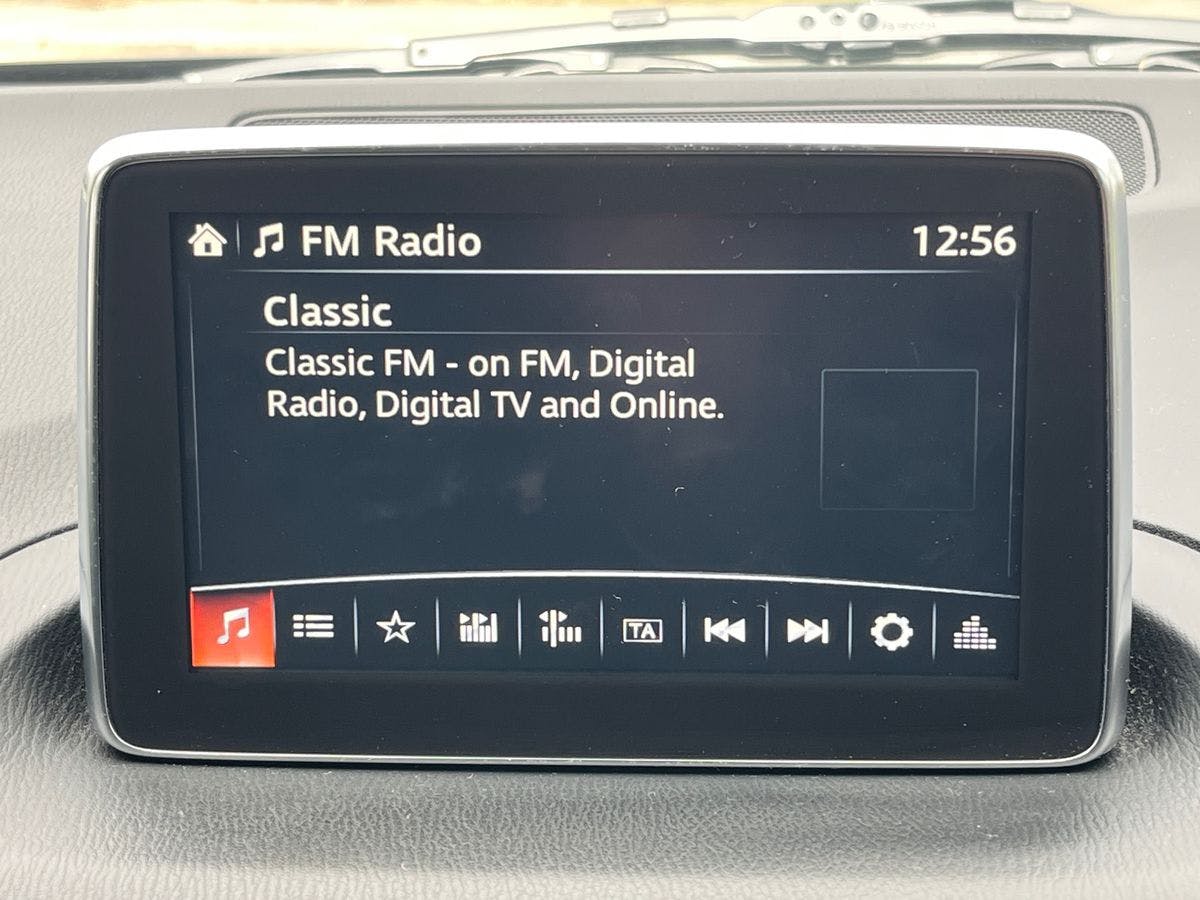 FM Radio 12:56
Classic
Classic FM - on FM, Digital
Radio, Digital TV and Online.
TA